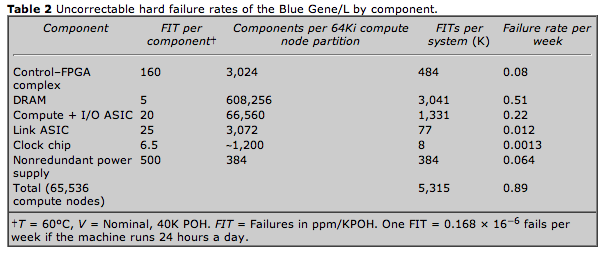 Table 2 Uncorrectable hard failure rates of the Blue Gene/L by component.
Component FIT per component† Components per 64Ki compute node partition FITs per system (K) Failure rate per week
Control–FPGA complex 160 3,024 484 0.08
DRAM 5 608,256 3,041 0.51
Compute + I/O ASIC 20 66,560 1,331 0.22
Link ASIC 25 3,072 77 0.012
Clock chip 6.5 ~1,200 8 0.0013
Nonredundant power supply 500 384 384 0.064
Total (65,536 compute nodes) 5,315 0.89
†T = 60°C, V = Nominal, 40K POH. FIT = Failures in ppm/KPOH. One FIT = 0.168 × 16−6 fails per
week if the machine runs 24 hours a day.